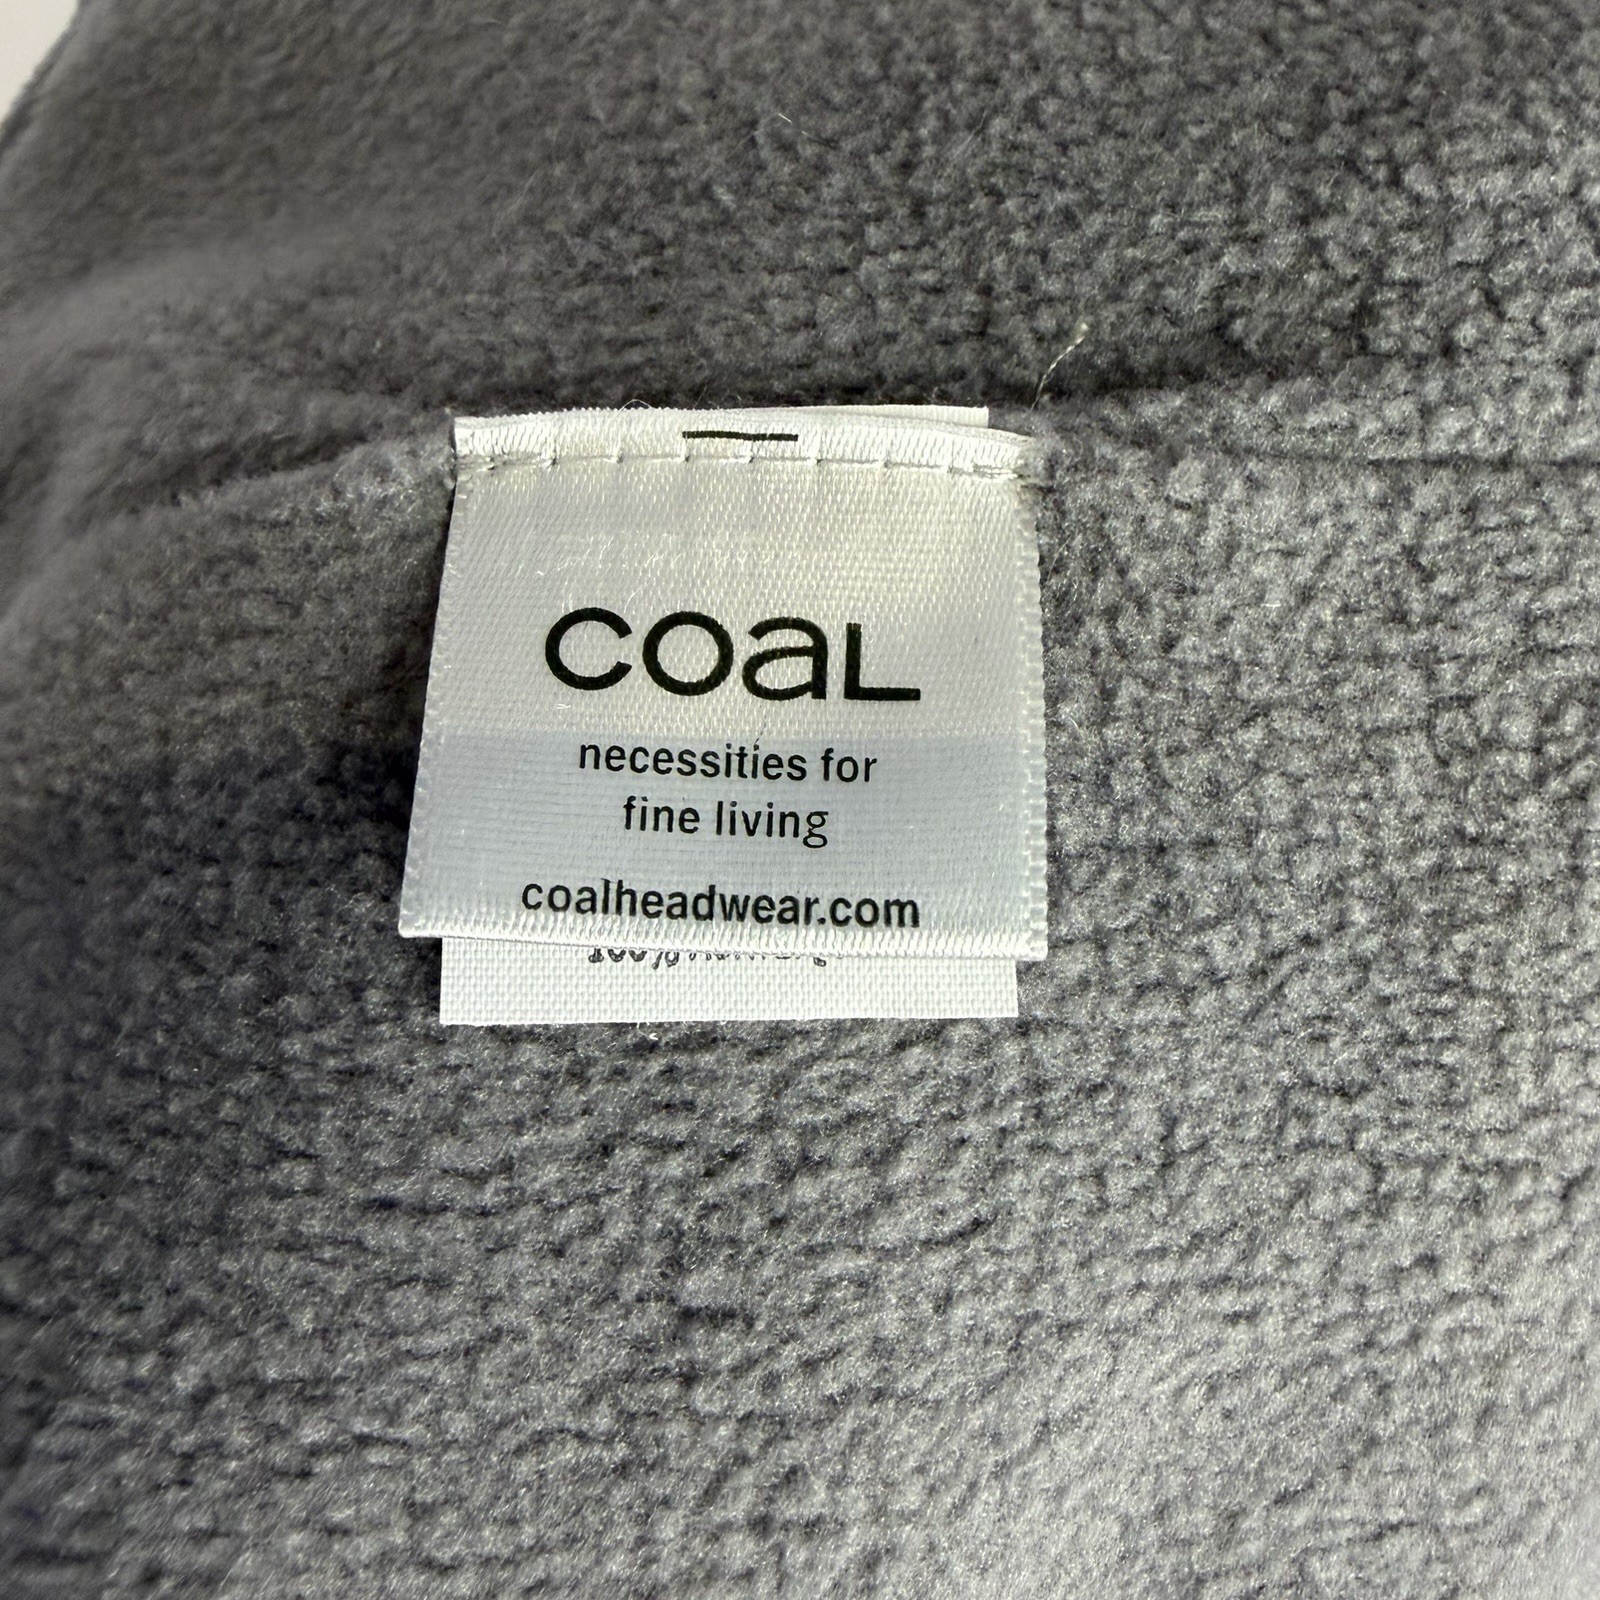 coaL
necessities for
fine living
coalheadwear.com